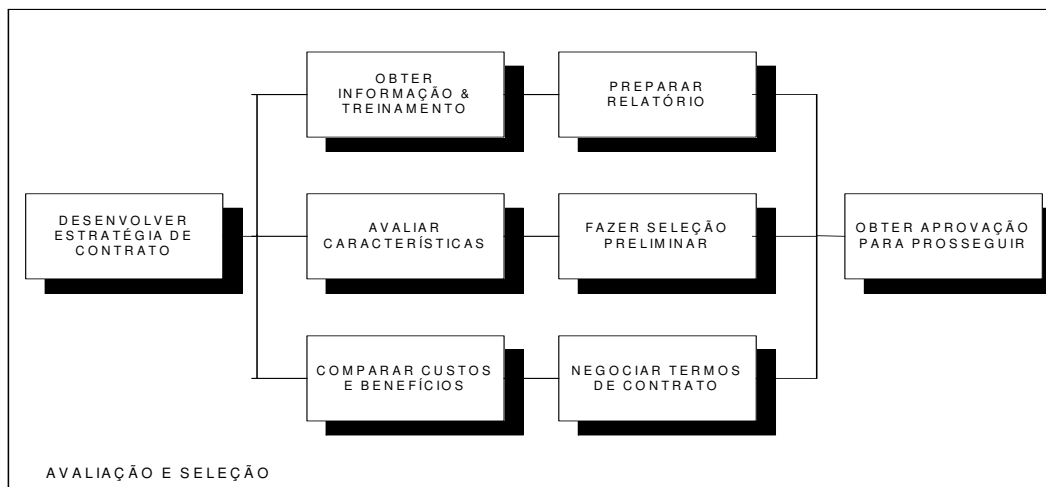 OBTER
INFORMAÇÃO &
TREINAMENTO
PREPARAR
RELATÓRIO
DESENVOLVER
ESTRATÉGIA DE
CONTRATO
AVALIAR
CARACTERÍSTICAS
FAZER SELEÇÃO
PRELIMINAR
OBTER APROVAÇÃO
PARA PROSSEGUIR
COMPARAR CUSTOS
E BENEFÍCIOS
NEGOCIAR TERMOS
DE CONTRATO
AVALIAÇÃO E SELEÇÃO